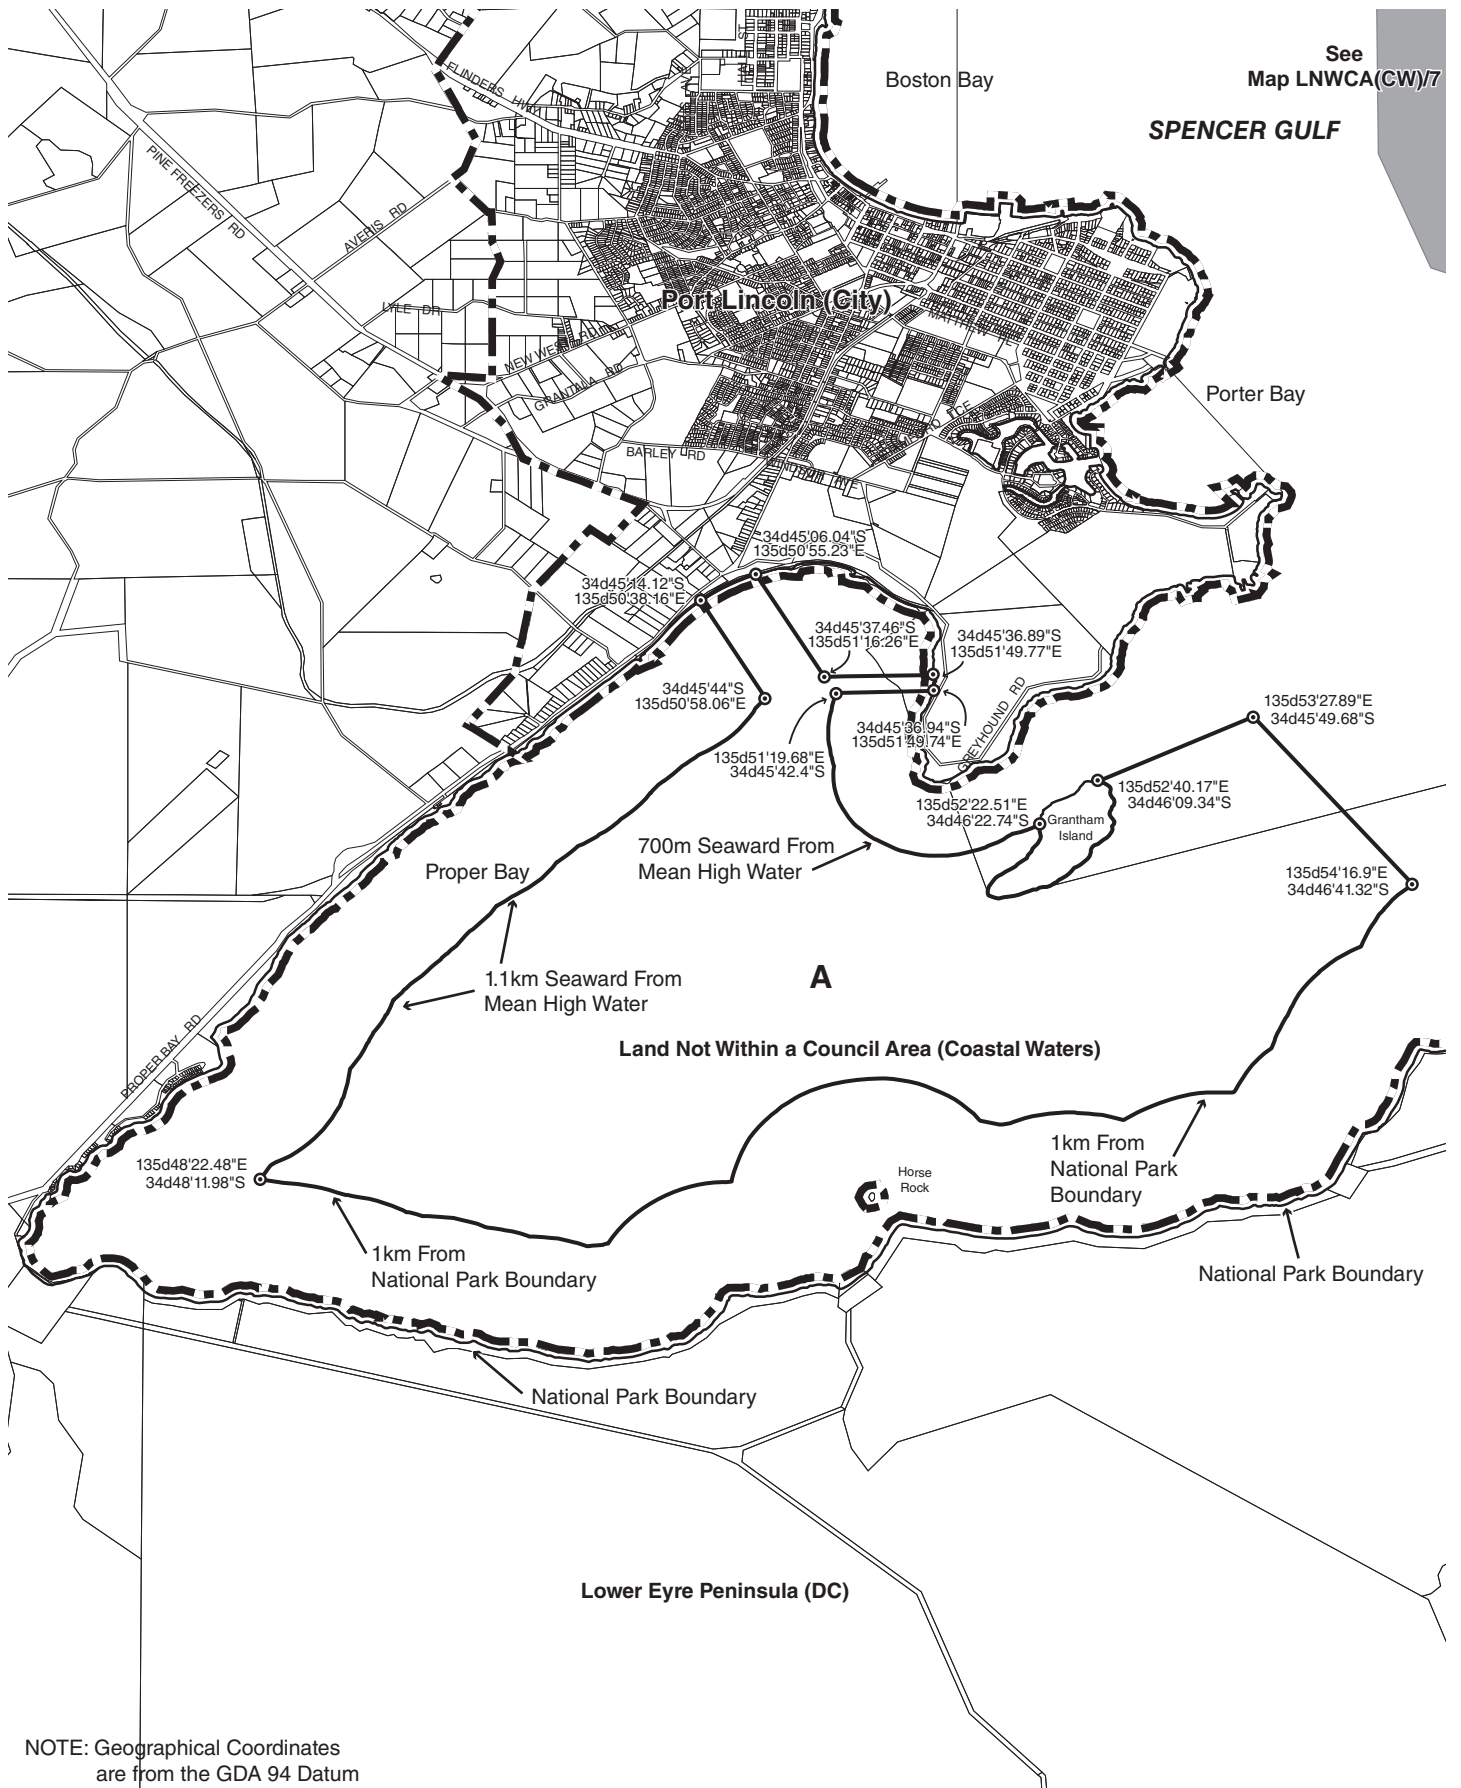 See
Map LNWCA(CW)/7
Boston Bay
SPENCER GULF
FLINDERS HWY
PINE FREEZERS RD
AVERIS RD
LYLE DR
Port Lincoln (City)
NEW WEST RD
GRANTALA RD
Porter Bay
BARLEY RD
WINDSOR AVE
34d45'06.04"S
135d50'55.23"E
34d45'14.12"S
135d50'38.16"E
34d45'37.46"S
135d51'16.26"E
34d45'36.89"S
135d51'49.77"E
34d45'44"S
135d50'58.06"E
GREYHOUND RD
135d53'27.89"E
34d45'49.68"S
34d45'36.94"S
135d51'49.74"E
135d51'19.68"E
34d45'42.4"S
135d52'40.17"E
34d46'09.34"S
135d52'22.51"E
34d46'22.74"S
Grantham
Island
700m Seaward From
Mean High Water
Proper Bay
135d54'16.9"E
34d46'41.32"S
A
1.1km Seaward From
Mean High Water
Land Not Within a Council Area (Coastal Waters)
PROPER BAY RD
1km From
National Park
Boundary
135d48'22.48"E
34d48'11.98"S
Horse
Rock
1km From
National Park Boundary
National Park Boundary
National Park Boundary
Lower Eyre Peninsula (DC)
NOTE: Geographical Coordinates
are from the GDA 94 Datum